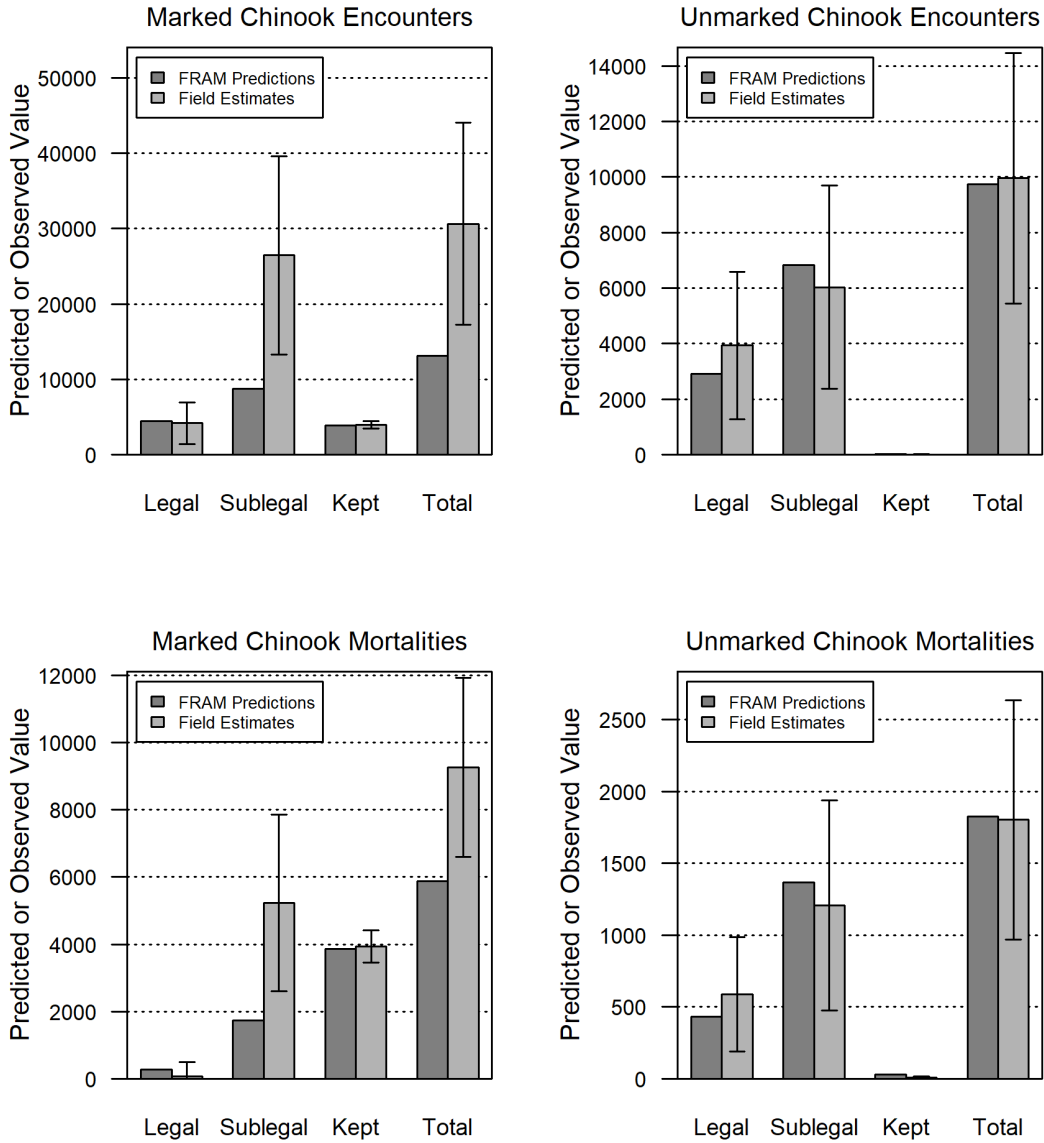 Marked Chinook Encounters
Predicted or Observed Value
50000
40000
30000
20000
10000
0
FRAM Predictions
Field Estimates
Legal Sublegal Kept Total
Unmarked Chinook Encounters
Predicted or Observed Value
14000
12000
10000
8000
6000
4000
2000
0
FRAM Predictions
Field Estimates
Legal Sublegal Kept Total
Marked Chinook Mortalities
Predicted or Observed Value
12000
10000
8000
6000
4000
2000
0
FRAM Predictions
Field Estimates
Legal Sublegal Kept Total
Unmarked Chinook Mortalities
Predicted or Observed Value
2500
2000
1500
1000
500
0
FRAM Predictions
Field Estimates
Legal Sublegal Kept Total